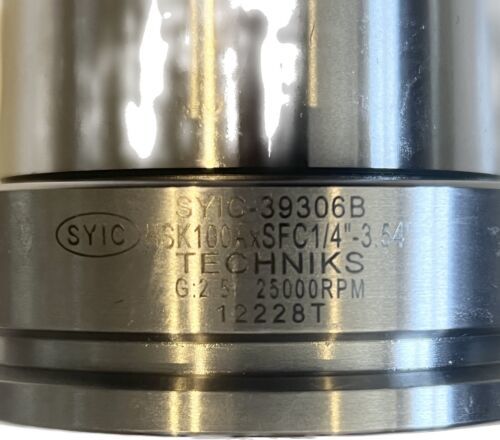 SYIC-39306B
SYIC HSK100AxSFC1/4"-3.54"
TECHNIKS
G:2.5 25000RPM
12228T